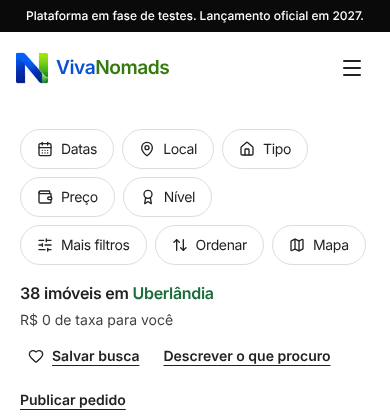 Plataforma em fase de testes. Lançamento oficial em 2027.
VivaNomads
Datas
Local
Tipo
Preço
Nível
Mais filtros
Ordenar
Mapa
38 imóveis em Uberlândia
R$ 0 de taxa para você
Salvar busca
Descrever o que procuro
Publicar pedido